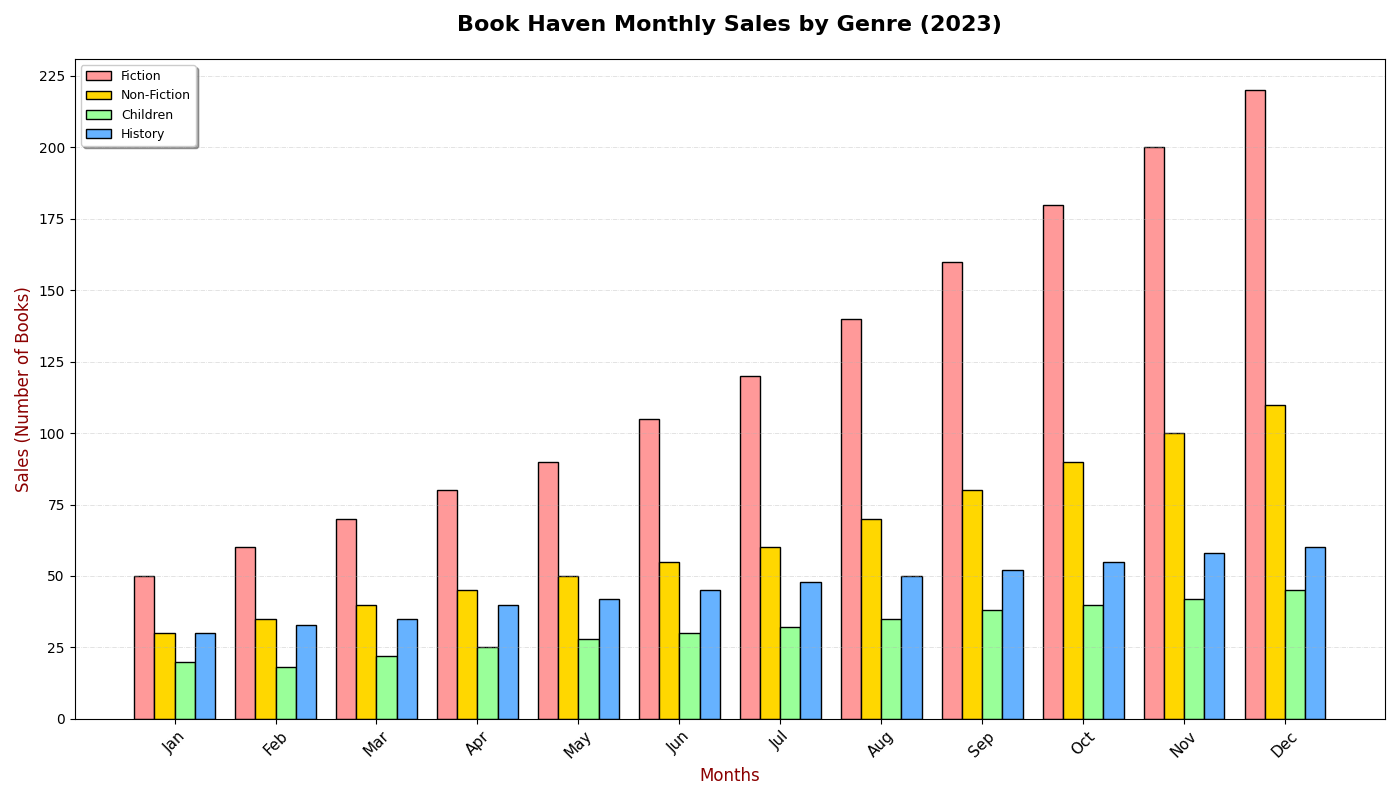 Book Haven Monthly Sales by Genre (2023)
Fiction
Non-Fiction
Children
History
225
200
175
150
125
100
75
50
25
0
Sales (Number of Books)
Jan
Feb
Mar
Apr
May
Jun
Jul
Aug
Sep
Oct
Nov
Dec
Months